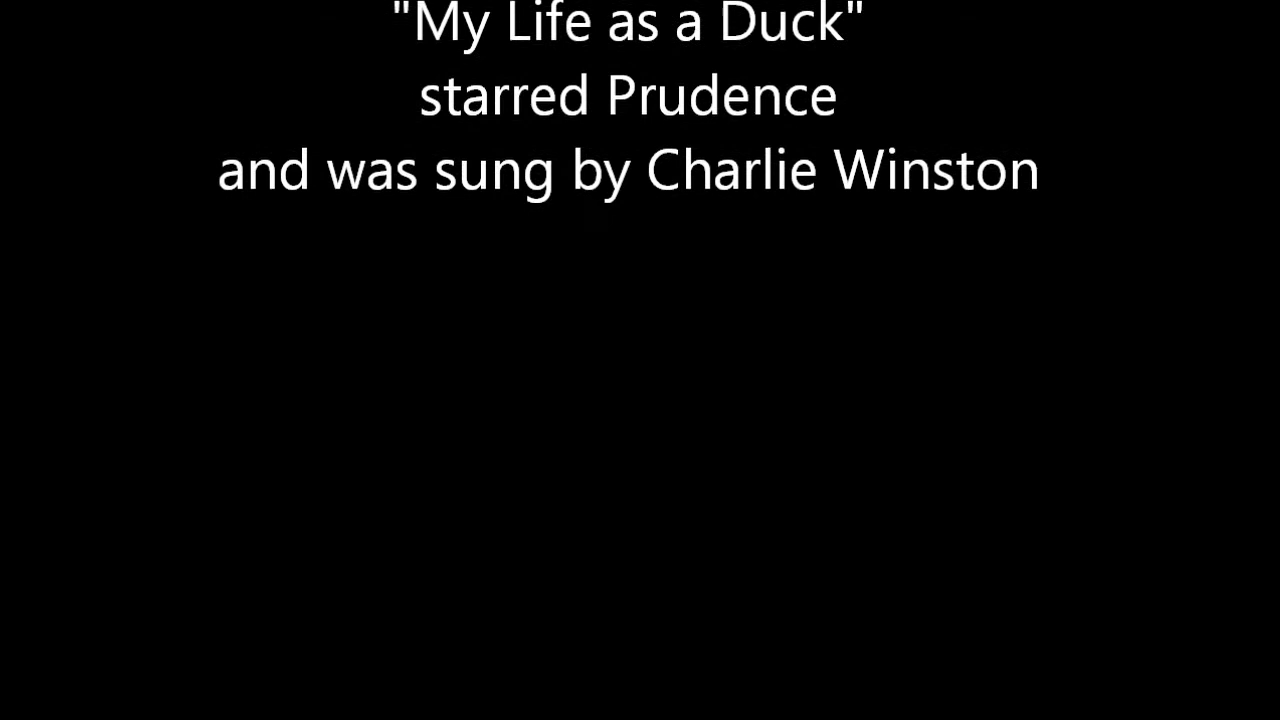 "My Life as a Duck"
starred Prudence
and was sung by Charlie Winston